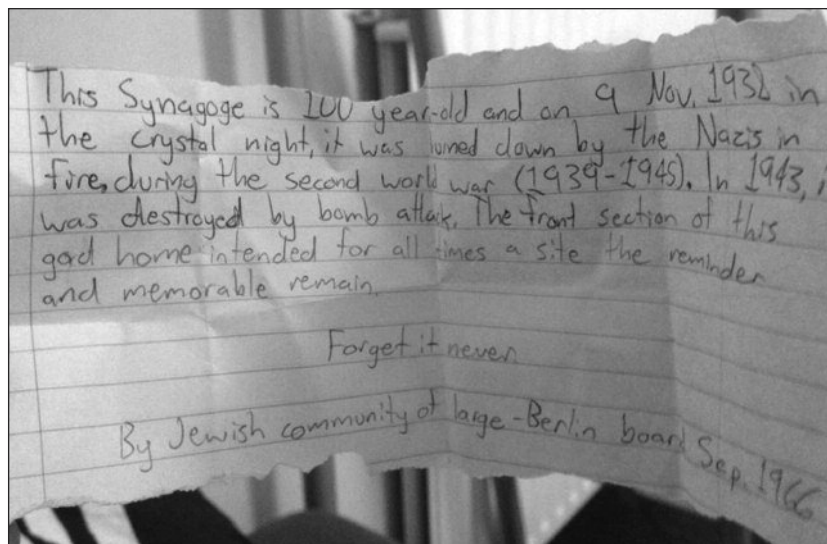 This Synagoge is 100 year-old and on 9 Nov. 1938 in
the crystal night, it was burned down by the Nazis in
fire, during the second world war (1939-1945). In 1943, i
was destroyed by bomb attak. The front section of this
god home intended for all times a site the reminder
and memorable remain.
Forget it never
By Jewish community of large-Berlin board Sep. 1966